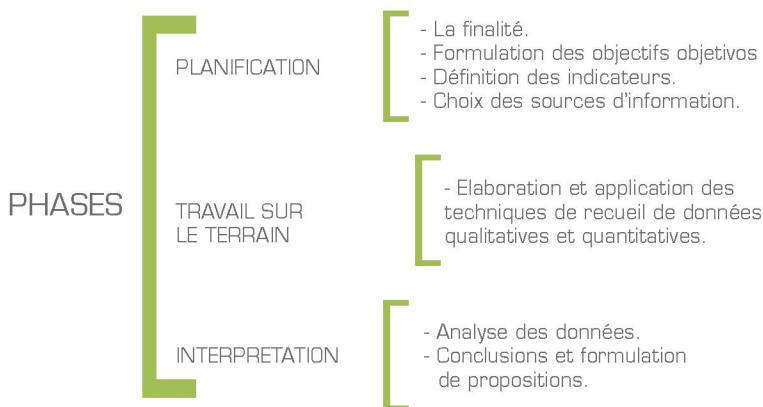 PHASES
PLANIFICATION
- La finalité.
- Formulation des objectifs objetivos
- Définition des indicateurs.
- Choix des sources d'information.
TRAVAIL SUR
LE TERRAIN
- Elaboration et application des
techniques de recueil de données
qualitatives et quantitatives.
INTERPRETATION
- Analyse des données.
- Conclusions et formulation
de propositions.